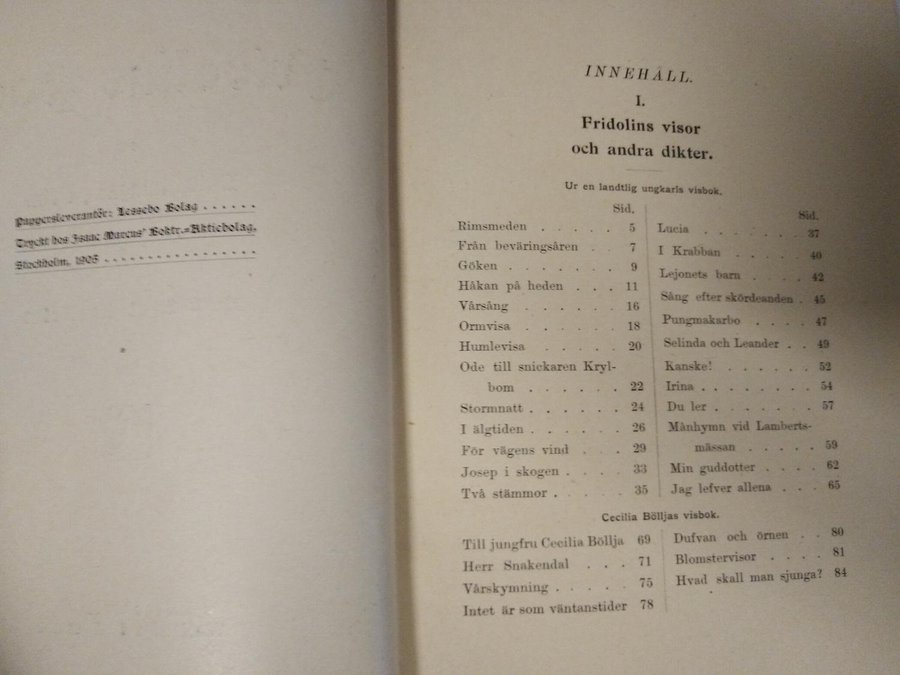 Pappersleverantör: Lessebo Bolag . . . . . .
Tryckt hos Isaac Marcus' Boktr.-Aktiebolag,
Stockholm, 1905 . . . . . . . . . . . . . . .
INNEHÅLL.
I.
Fridolins visor
och andra dikter.
Ur en landtlig ungkarls visbok.
Sid.
Rimsmeden . . . . . 5
Från beväringsåren . . 7
Göken . . . . . . . 9
Håkan på heden . . . 11
Vårsång . . . . . . 16
Ormvisa . . . . . . 18
Humlevisa . . . . . 20
Ode till snickaren Kryl-
bom . . . . . . 22
Stormnatt . . . . . . 24
I älgtiden . . . . . 26
För vägens vind . . . 29
Josep i skogen . . . . 33
Två stämmor . . . . . 35
Sid.
Lucia . . . . . . . 37
I Krabban . . . . . 40
Lejonets barn . . . . 42
Sång efter skördeanden . 45
Pungmakarbo . . . . 47
Selinda och Leander . . 49
Kanske! . . . . . . 52
Irina . . . . . . . . 54
Du ler . . . . . . . 57
Månhymn vid Lamberts-
mässan . . . . . 59
Min guddotter . . . . 62
Jag lefver allena . . . 65
Cecilia Bölljas visbok.
Till jungfru Cecilia Böllja 69
Herr Snakendal . . . 71
Vårskymning . . . . . 75
Intet är som väntanstider 78
Dufvan och örnen . . 80
Blomstervisor . . . . 81
Hvad skall man sjunga? 84